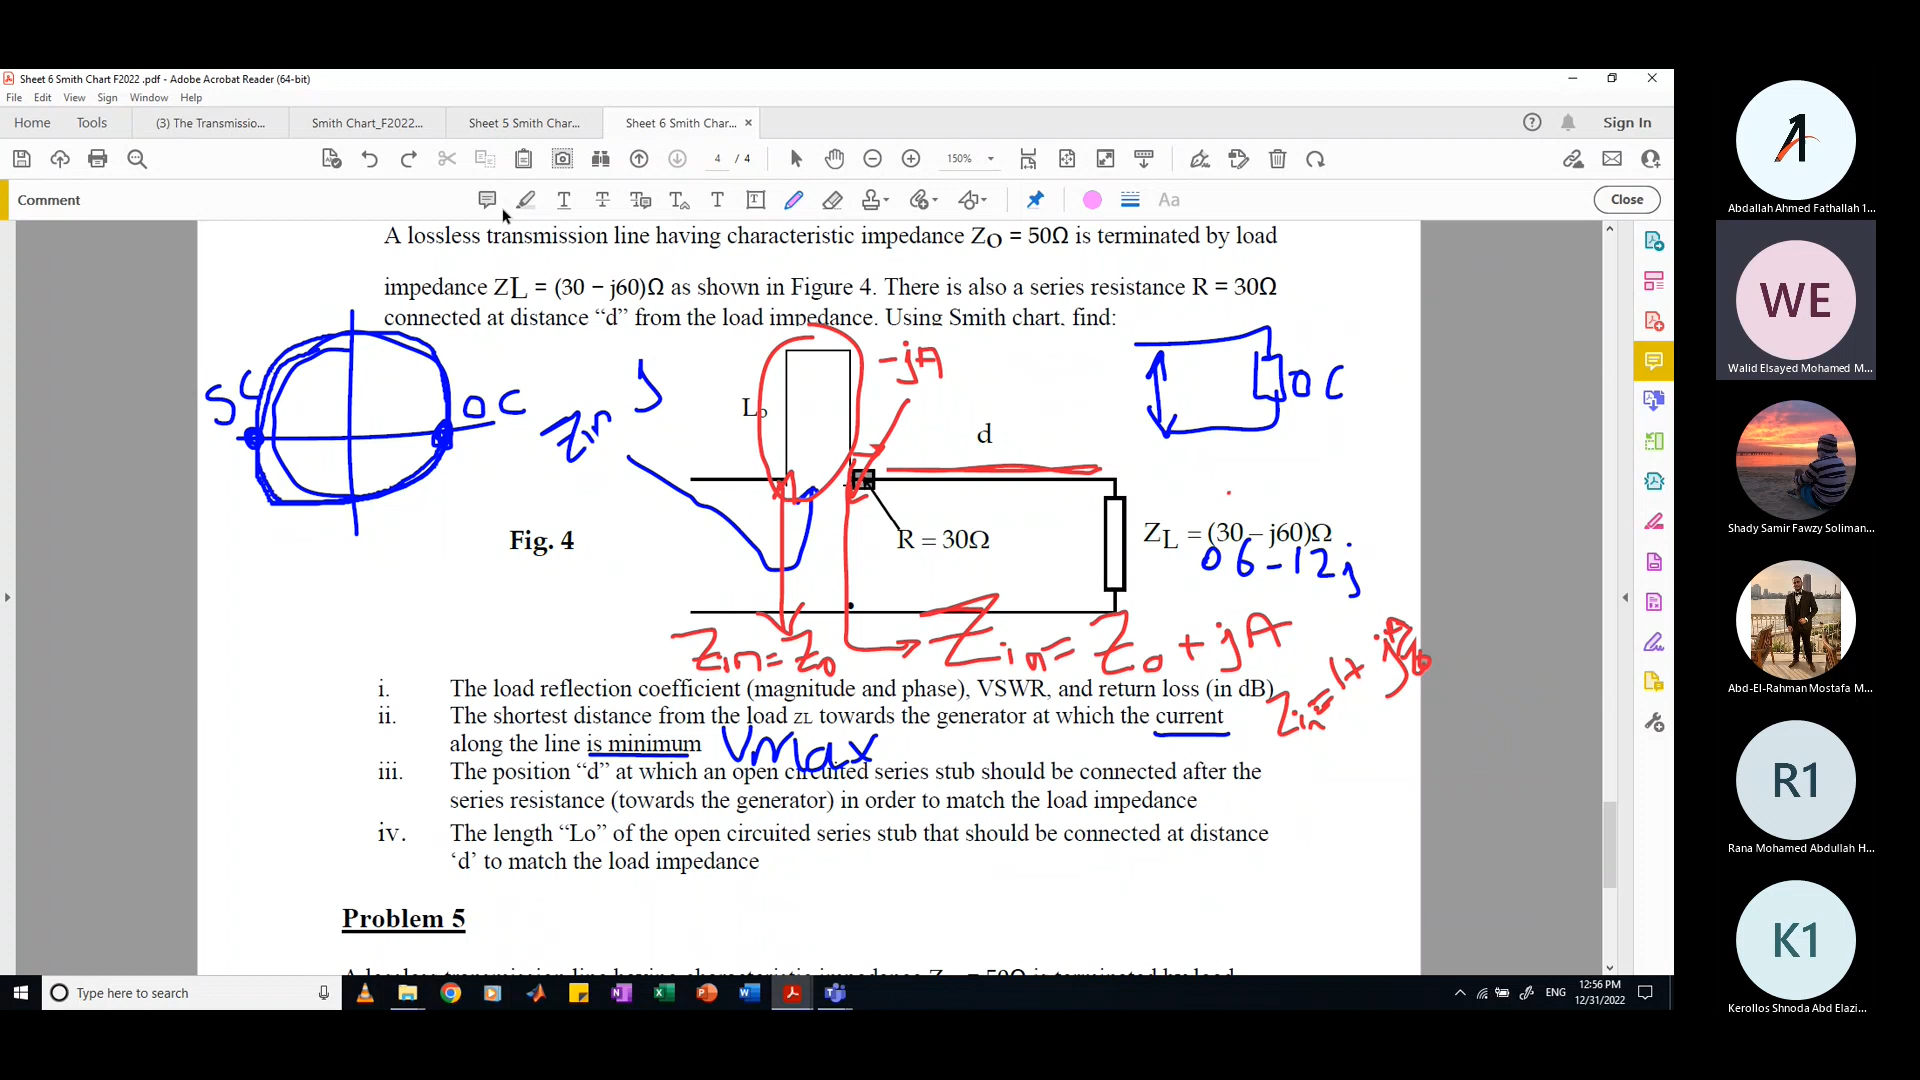 Sheet 6 Smith Chart F2022 .pdf - Adobe Acrobat Reader (64-bit)
File Edit View Sign Window Help
Home Tools (3) The Transmissio... Smith Chart_F2022... Sheet 5 Smith Char... Sheet 6 Smith Char... ×
Sign In
4 / 4 150%
Comment
Close
A lossless transmission line having characteristic impedance ZO = 50Ω is terminated by load
impedance ZL = (30 − j60)Ω as shown in Figure 4. There is also a series resistance R = 30Ω
connected at distance “d” from the load impedance. Using Smith chart, find:
SC
OC
Zin
Lo
-jA
d
OC
Fig. 4
R = 30Ω
ZL = (30 – j60)Ω
06-12j
Zin=Zo
Zin= Zo+jA
i. The load reflection coefficient (magnitude and phase), VSWR, and return loss (in dB)
ii. The shortest distance from the load ZL towards the generator at which the current
along the line is minimum Vmax
iii. The position “d” at which an open circuited series stub should be connected after the
series resistance (towards the generator) in order to match the load impedance
iv. The length “Lo” of the open circuited series stub that should be connected at distance
‘d’ to match the load impedance
Problem 5
Type here to search
ENG
12:56 PM
12/31/2022
Abdallah Ahmed Fathallah 1...
WE
Walid Elsayed Mohamed M...
Shady Samir Fawzy Soliman...
Abd-El-Rahman Mostafa M...
R1
Rana Mohamed Abdullah H...
K1
Kerollos Shnoda Abd Elazi...